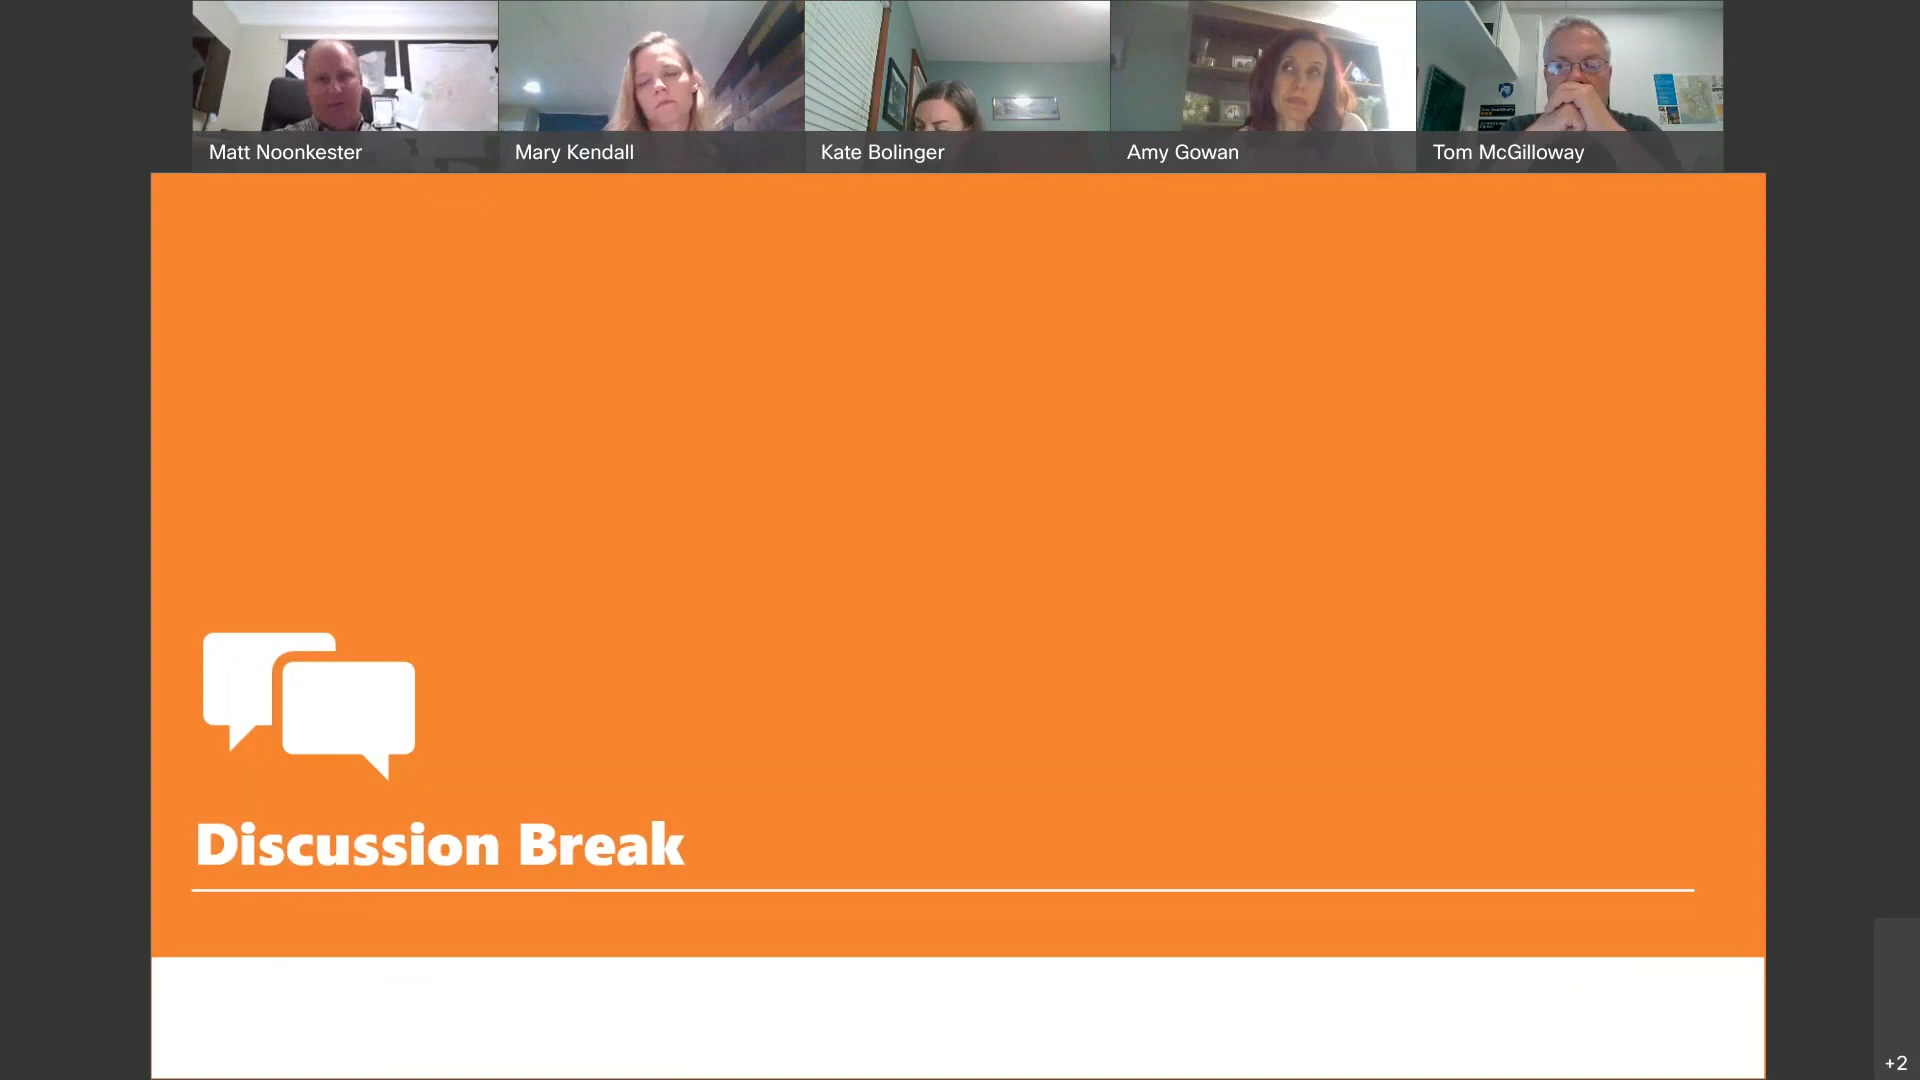 Matt Noonkester
Mary Kendall
Kate Bolinger
Amy Gowan
Tom McGilloway
Discussion Break
+2